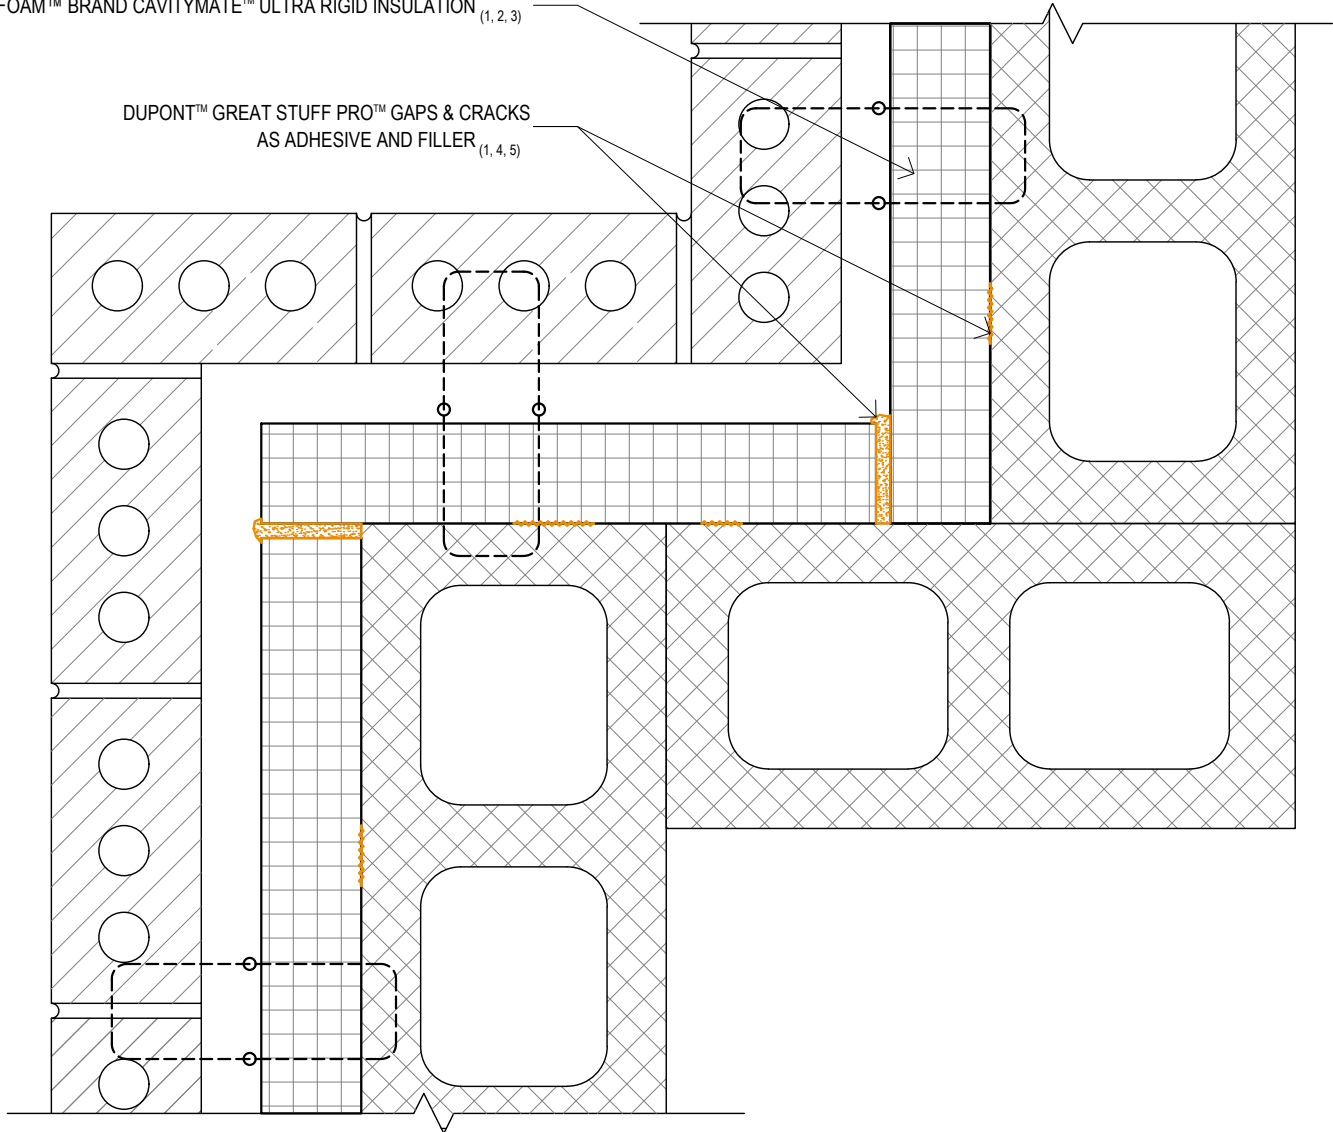 FOAM™ BRAND CAVITYMATE™ ULTRA RIGID INSULATION (1, 2, 3)
DUPONT™ GREAT STUFF PRO™ GAPS & CRACKS
AS ADHESIVE AND FILLER (1, 4, 5)